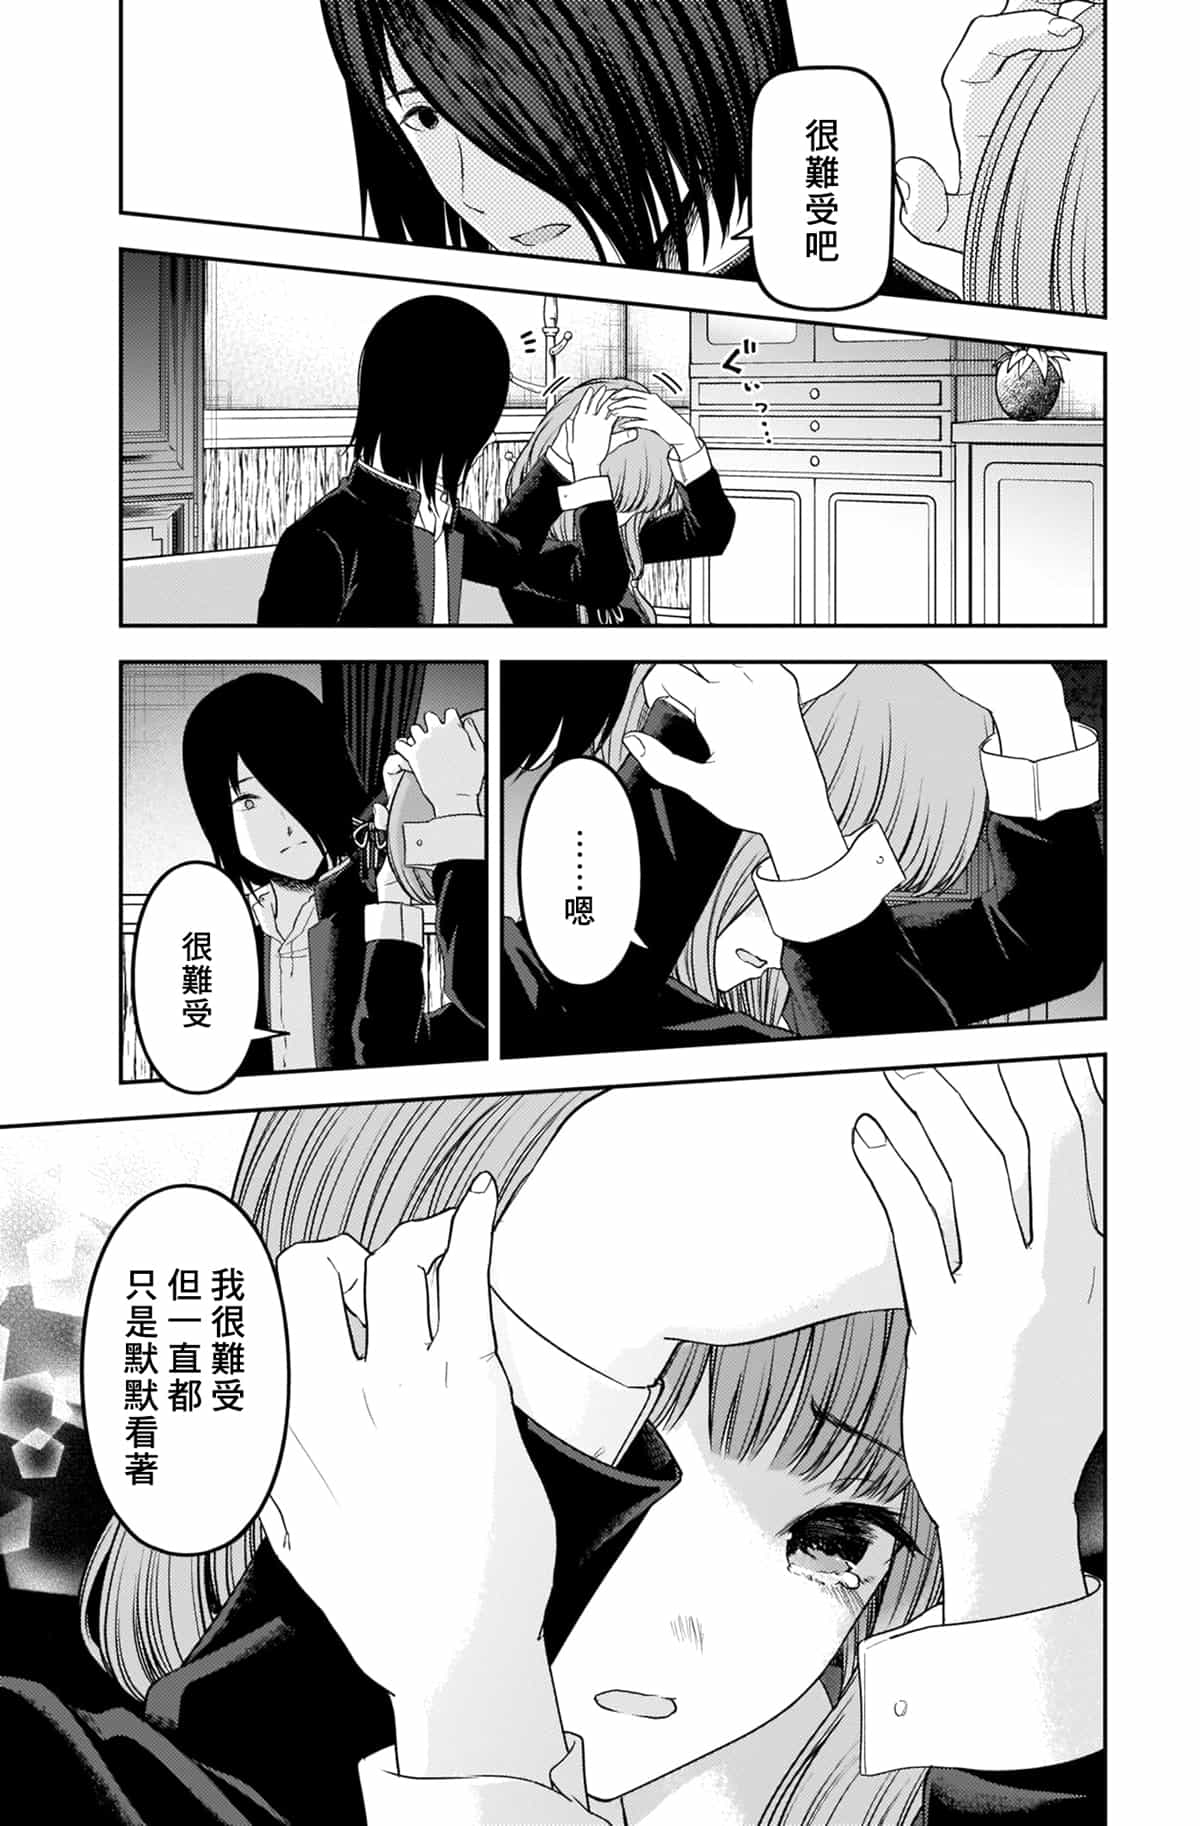 很難受吧
ぐぃっ…
……嗯
很難受
我很難受
但一直都
只是默默看著